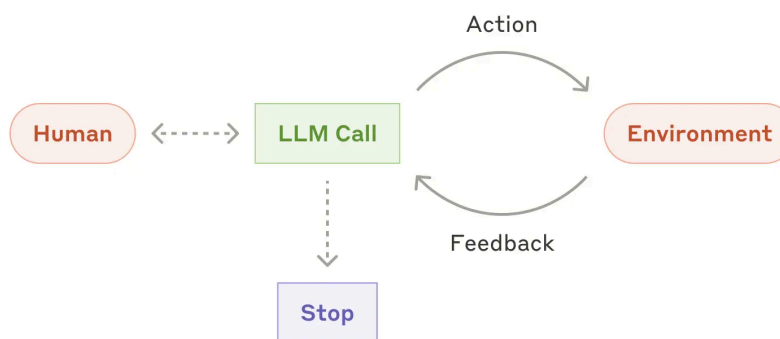 Action
Human
LLM Call
Environment
Feedback
Stop